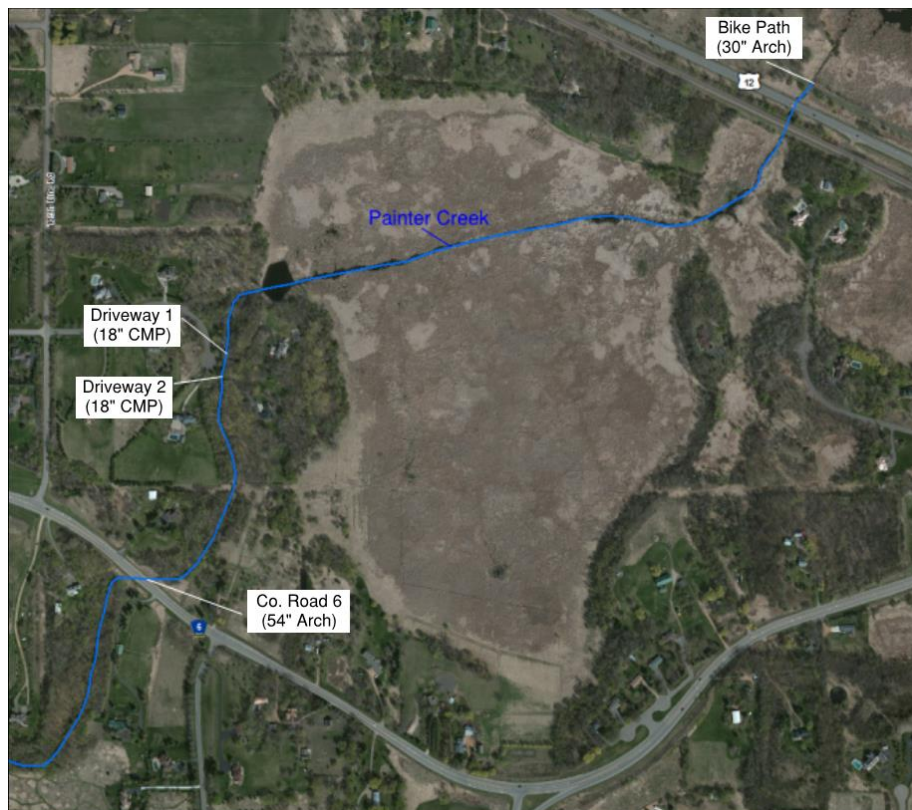 Bike Path
(30" Arch)
12
Painter Creek
Driveway 1
(18" CMP)
Driveway 2
(18" CMP)
Co. Road 6
(54" Arch)
6